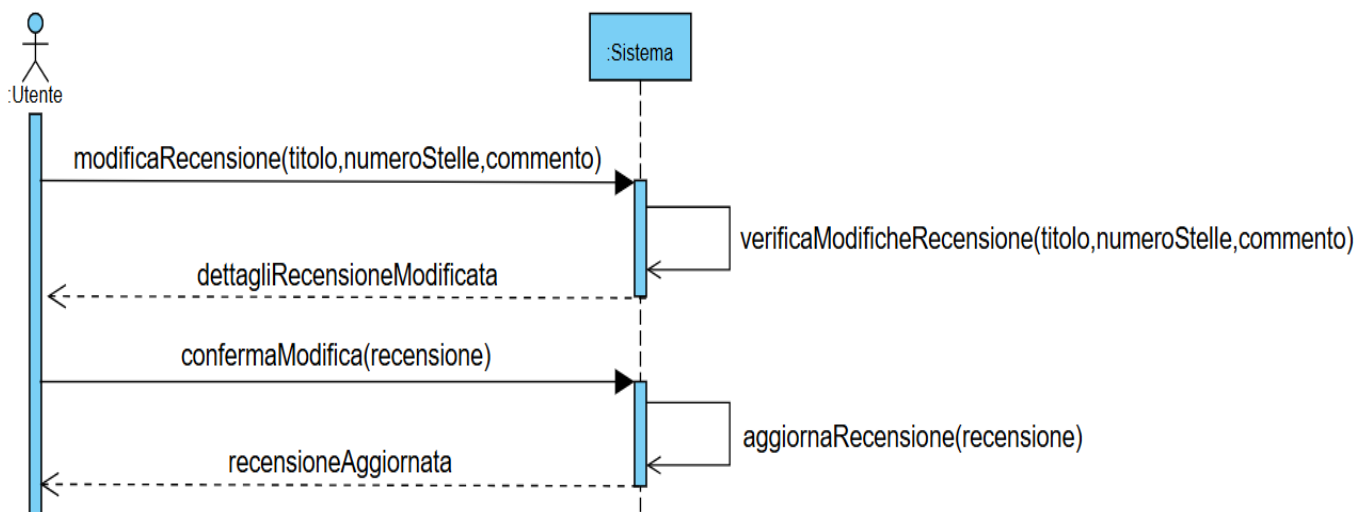 :Utente
:Sistema
modificaRecensione(titolo,numeroStelle,commento)
verificaModificheRecensione(titolo,numeroStelle,commento)
dettagliRecensioneModificata
confermaModifica(recensione)
aggiornaRecensione(recensione)
recensioneAggiornata